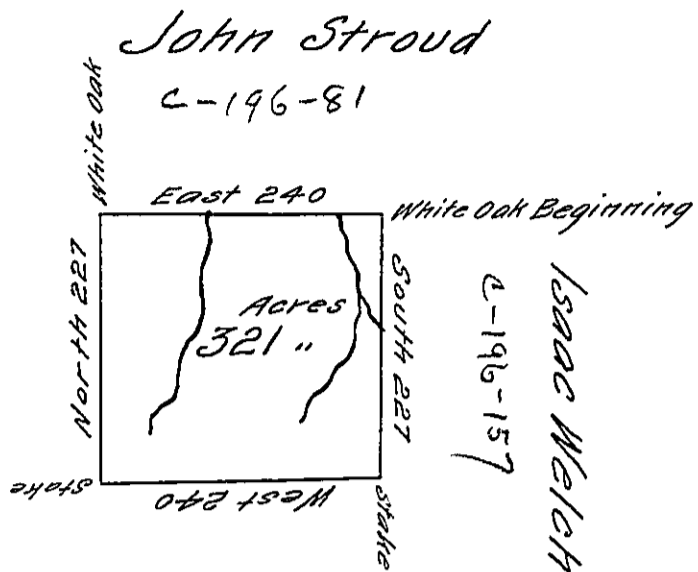 John Stroud
C-196-81
White Oak
East 240
White Oak Beginning
North 227
Acres
321 "
South 227
Isaac Welch
C-196-157
Stake
West 240
Stake